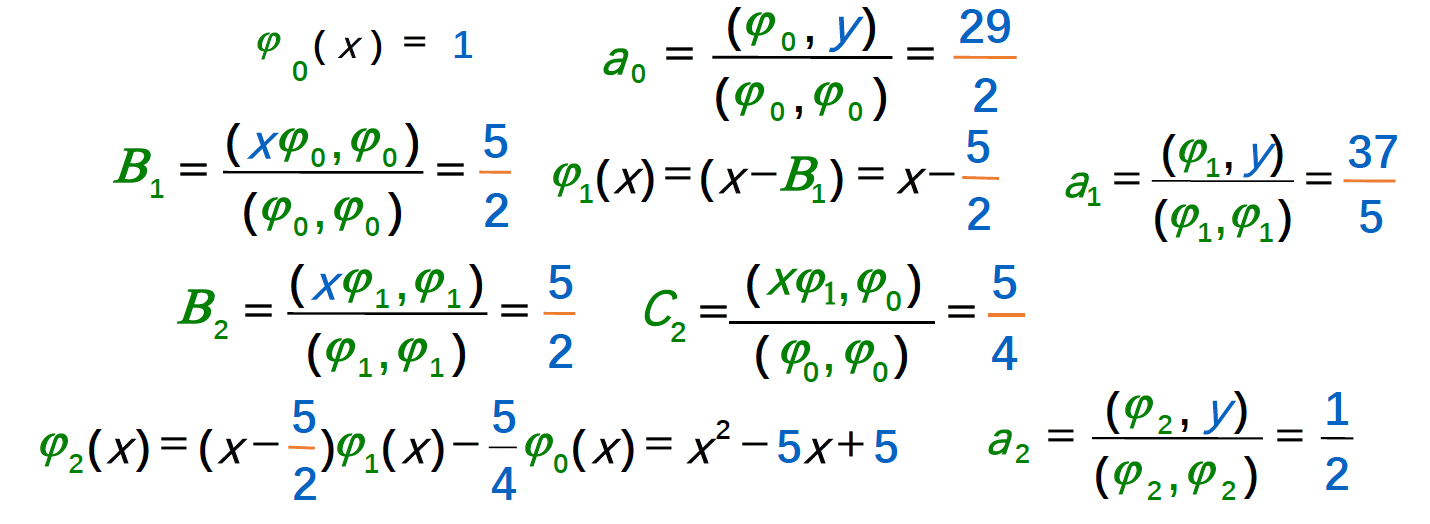 φ₀(x) = 1    a₀ = (φ₀, y)/(φ₀, φ₀) = 29/2
B₁ = (xφ₀, φ₀)/(φ₀, φ₀) = 5/2    φ₁(x) = (x − B₁) = x − 5/2    a₁ = (φ₁, y)/(φ₁, φ₁) = 37/5
B₂ = (xφ₁, φ₁)/(φ₁, φ₁) = 5/2    C₂ = (xφ₁, φ₀)/(φ₀, φ₀) = 5/4
φ₂(x) = (x − 5/2)φ₁(x) − 5/4 φ₀(x) = x² − 5x + 5    a₂ = (φ₂, y)/(φ₂, φ₂) = 1/2